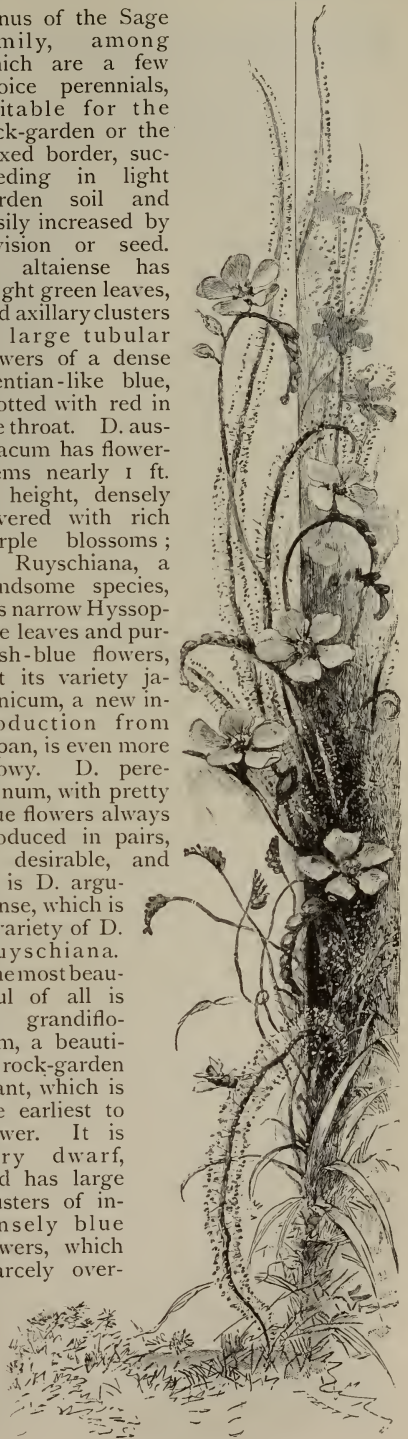 nus of the Sage
mily, among
hich are a few
oice perennials,
itable for the
ck-garden or the
xed border, suc-
eding in light
rden soil and
sily increased by
vision or seed.
altaiense has
ght green leaves,
d axillary clusters
large tubular
wers of a dense
entian-like blue,
otted with red in
e throat. D. aus-
acum has flower-
ems nearly 1 ft.
height, densely
vered with rich
rple blossoms ;
Ruyschiana, a
ndsome species,
s narrow Hyssop-
e leaves and pur-
sh-blue flowers,
t its variety ja-
nicum, a new in-
oduction from
pan, is even more
owy. D. pere-
num, with pretty
ue flowers always
oduced in pairs,
desirable, and
is D. argu-
nse, which is
variety of D.
uyschiana.
he most beau-
ul of all is
grandiflo-
m, a beauti-
rock-garden
ant, which is
e earliest to
wer. It is
ry dwarf,
d has large
usters of in-
nsely blue
wers, which
arcely over-